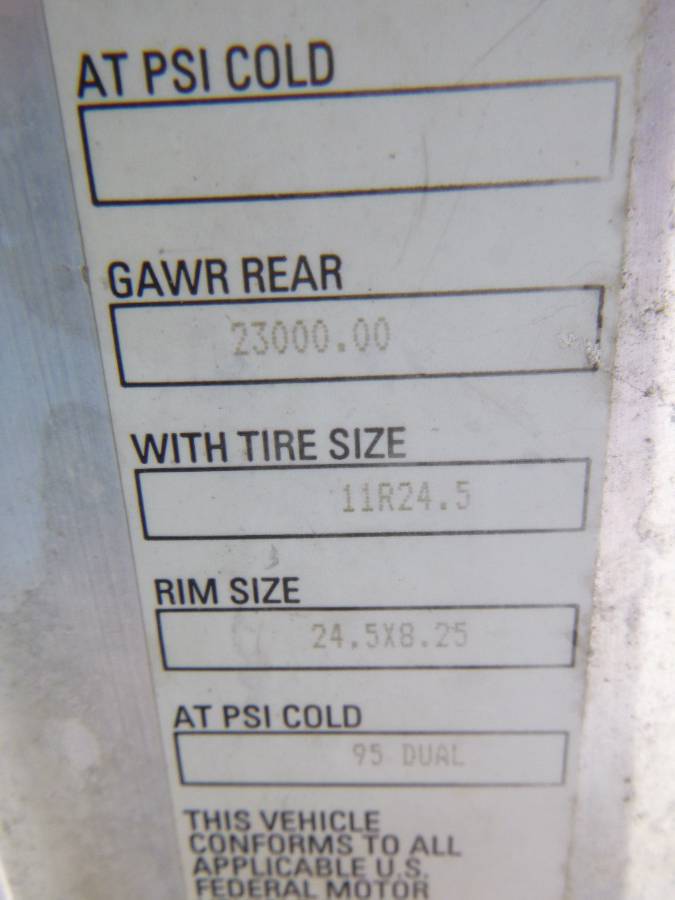 AT PSI COLD
GAWR REAR
23000.00
WITH TIRE SIZE
11R24.5
RIM SIZE
24.5X8.25
AT PSI COLD
95 DUAL
THIS VEHICLE
CONFORMS TO ALL
APPLICABLE U.S.
FEDERAL MOTOR